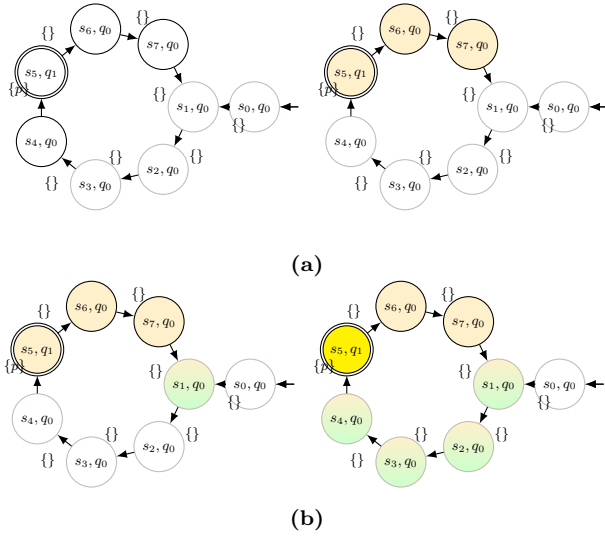 {} s₆, q₀ {} s₇, q₀
s₅, q₁ {p} {} s₁, q₀ s₀, q₀ {}
s₄, q₀ {} s₂, q₀ {}
{} s₃, q₀
{} s₆, q₀ {} s₇, q₀
s₅, q₁ {p} {} s₁, q₀ s₀, q₀ {}
s₄, q₀ {} s₂, q₀ {}
{} s₃, q₀
(a)
{} s₆, q₀ {} s₇, q₀
s₅, q₁ {p} {} s₁, q₀ s₀, q₀ {}
s₄, q₀ {} s₂, q₀ {}
{} s₃, q₀
{} s₆, q₀ {} s₇, q₀
s₅, q₁ {p} {} s₁, q₀ s₀, q₀ {}
s₄, q₀ {} s₂, q₀ {}
{} s₃, q₀
(b)